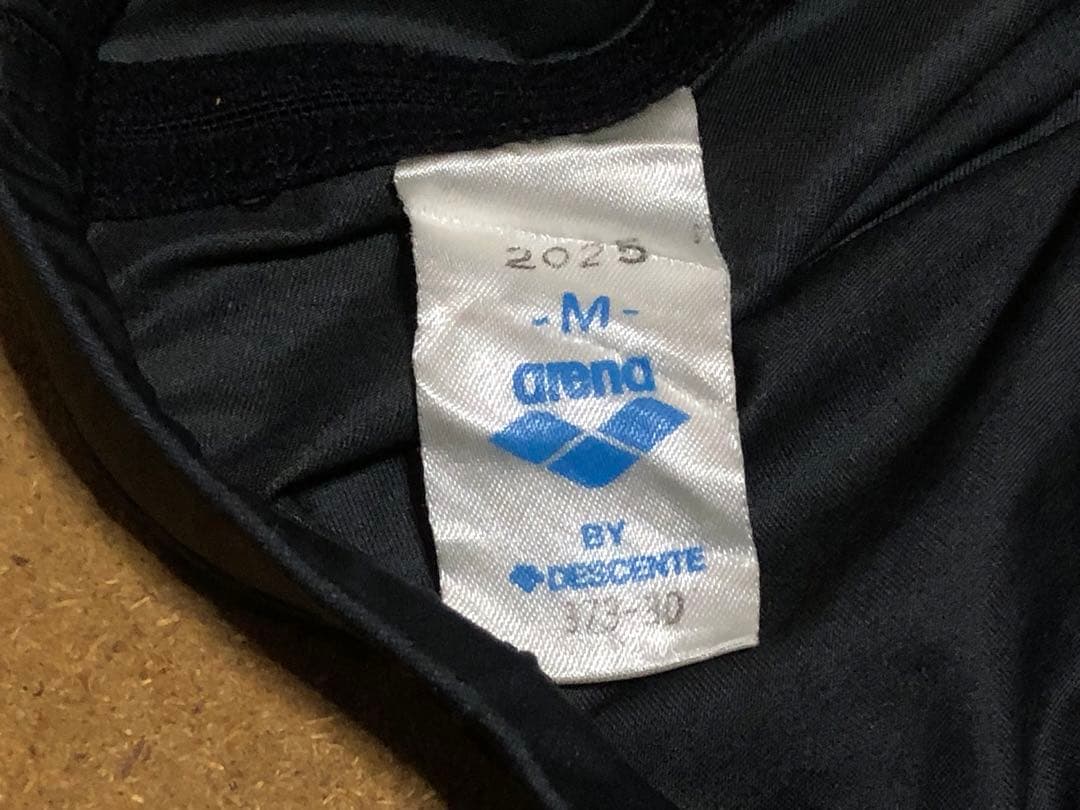 2025
-M-
arena
BY
DESCENTE